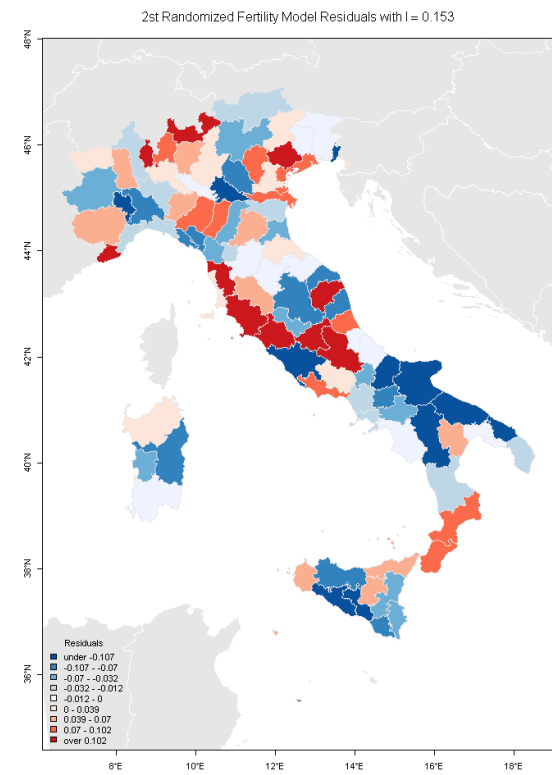 2st Randomized Fertility Model Residuals with I = 0.153
48°N
46°N
44°N
42°N
40°N
38°N
36°N
Residuals
under -0.107
-0.107 - -0.07
-0.07 - -0.032
-0.032 - -0.012
-0.012 - 0
0 - 0.039
0.039 - 0.07
0.07 - 0.102
over 0.102
8°E 10°E 12°E 14°E 16°E 18°E